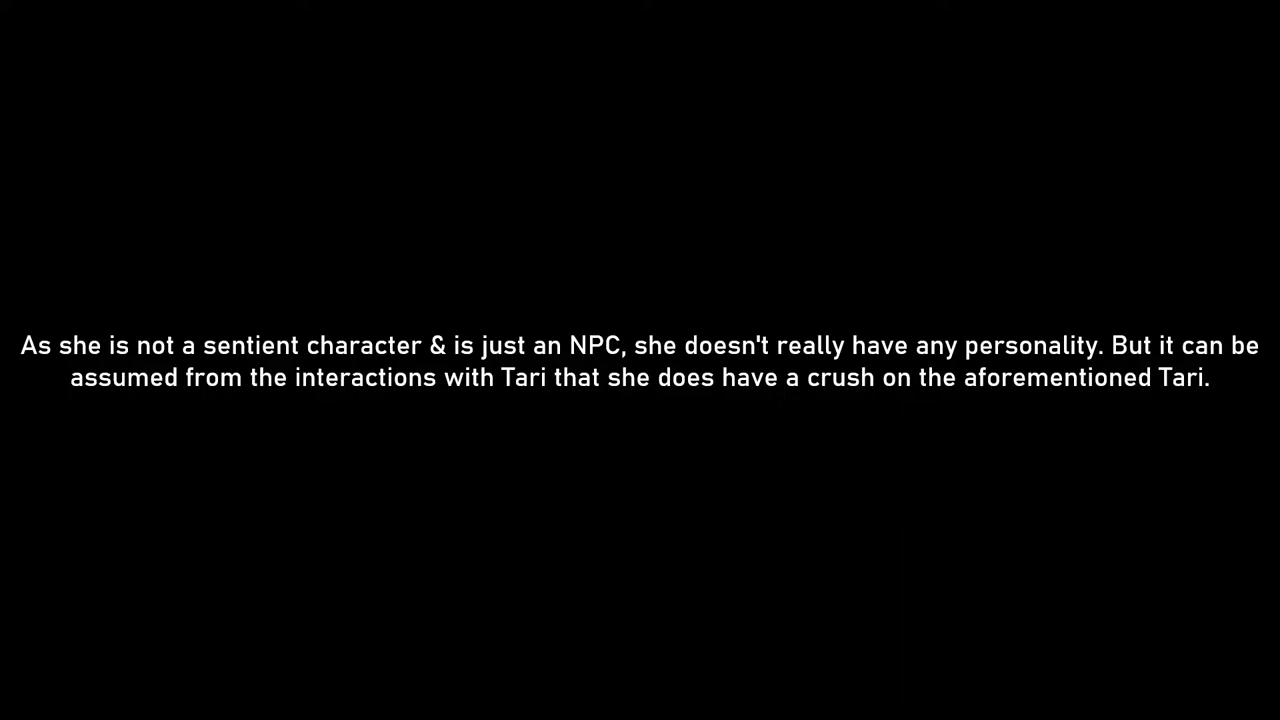 As she is not a sentient character & is just an NPC, she doesn't really have any personality. But it can be
assumed from the interactions with Tari that she does have a crush on the aforementioned Tari.